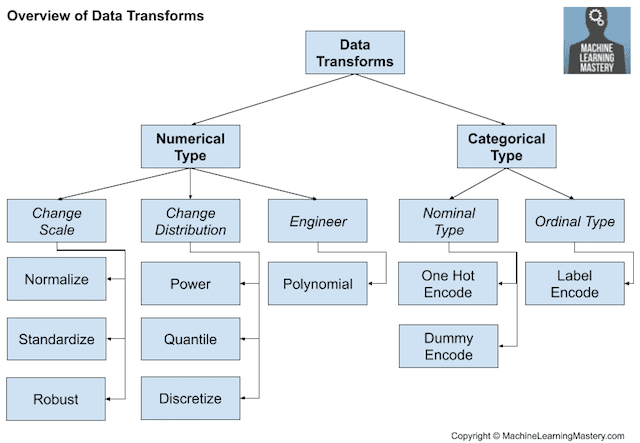 Overview of Data Transforms
MACHINE
LEARNING
MASTERY
Data
Transforms
Numerical
Type
Categorical
Type
Change
Scale
Change
Distribution
Engineer
Nominal
Type
Ordinal Type
Normalize
Power
Polynomial
One Hot
Encode
Label
Encode
Standardize
Quantile
Dummy
Encode
Robust
Discretize
Copyright © MachineLearningMastery.com